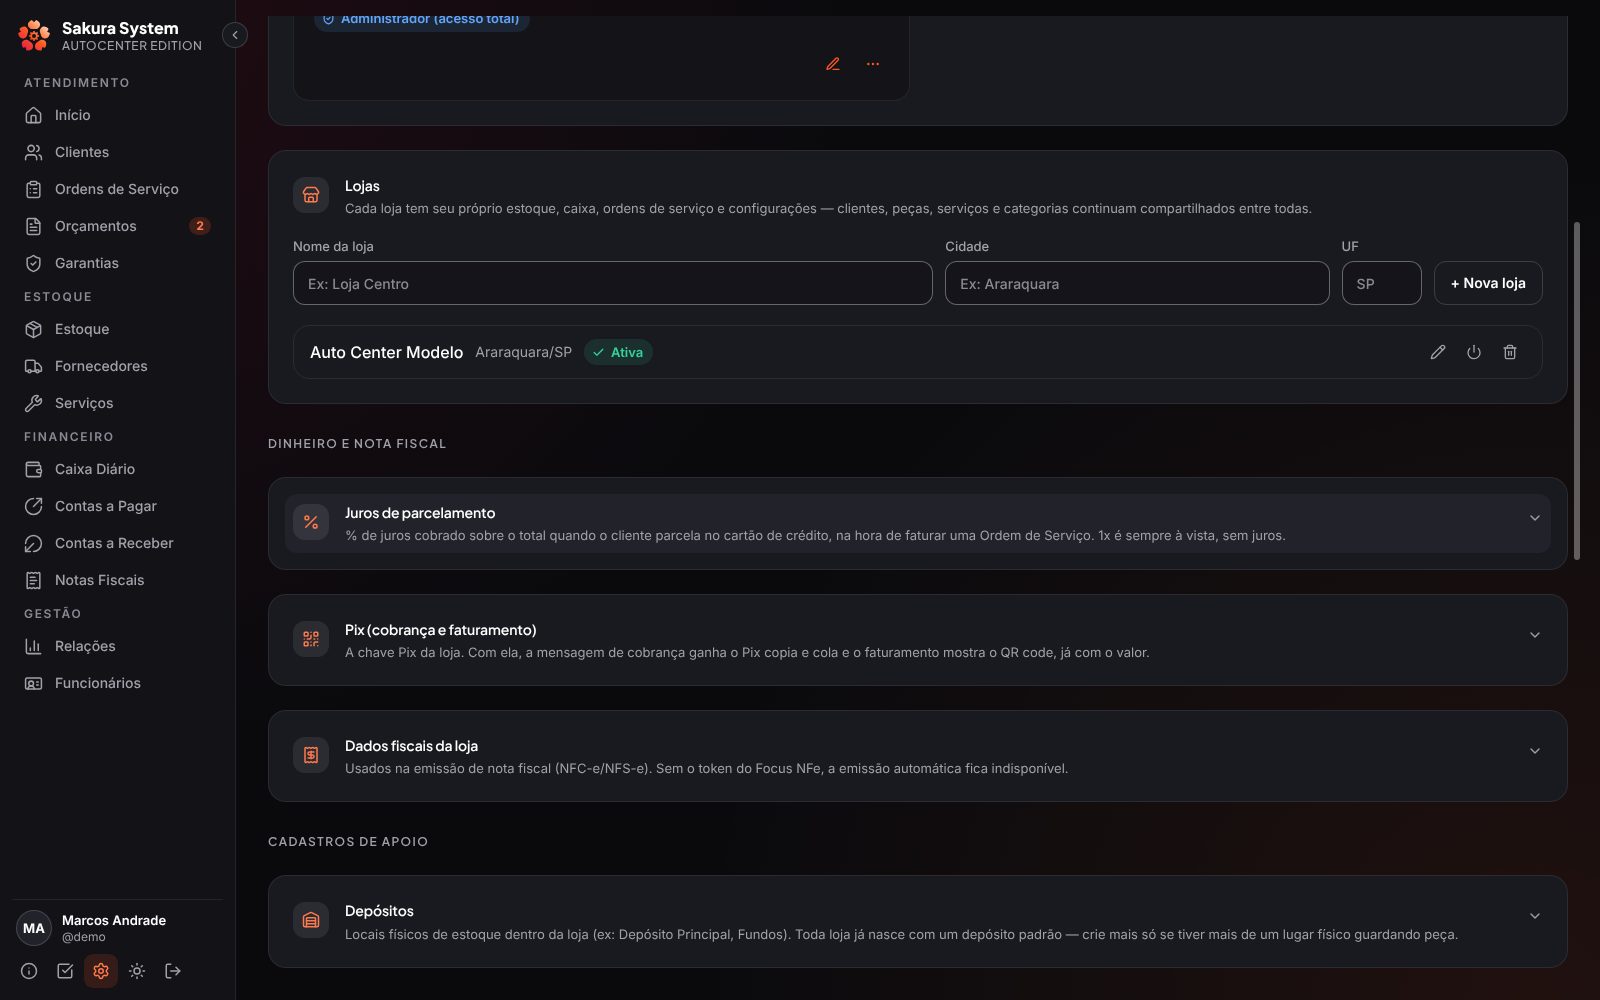 Sakura System
AUTOCENTER EDITION
ATENDIMENTO
Início
Clientes
Ordens de Serviço
Orçamentos 2
Garantias
ESTOQUE
Estoque
Fornecedores
Serviços
FINANCEIRO
Caixa Diário
Contas a Pagar
Contas a Receber
Notas Fiscais
GESTÃO
Relações
Funcionários
MA
Marcos Andrade
@demo
Administrador (acesso total)
Lojas
Cada loja tem seu próprio estoque, caixa, ordens de serviço e configurações — clientes, peças, serviços e categorias continuam compartilhados entre todas.
Nome da loja
Ex: Loja Centro
Cidade
Ex: Araraquara
UF
SP
+ Nova loja
Auto Center Modelo Araraquara/SP Ativa
DINHEIRO E NOTA FISCAL
Juros de parcelamento
% de juros cobrado sobre o total quando o cliente parcela no cartão de crédito, na hora de faturar uma Ordem de Serviço. 1x é sempre à vista, sem juros.
Pix (cobrança e faturamento)
A chave Pix da loja. Com ela, a mensagem de cobrança ganha o Pix copia e cola e o faturamento mostra o QR code, já com o valor.
Dados fiscais da loja
Usados na emissão de nota fiscal (NFC-e/NFS-e). Sem o token do Focus NFe, a emissão automática fica indisponível.
CADASTROS DE APOIO
Depósitos
Locais físicos de estoque dentro da loja (ex: Depósito Principal, Fundos). Toda loja já nasce com um depósito padrão — crie mais só se tiver mais de um lugar físico guardando peça.